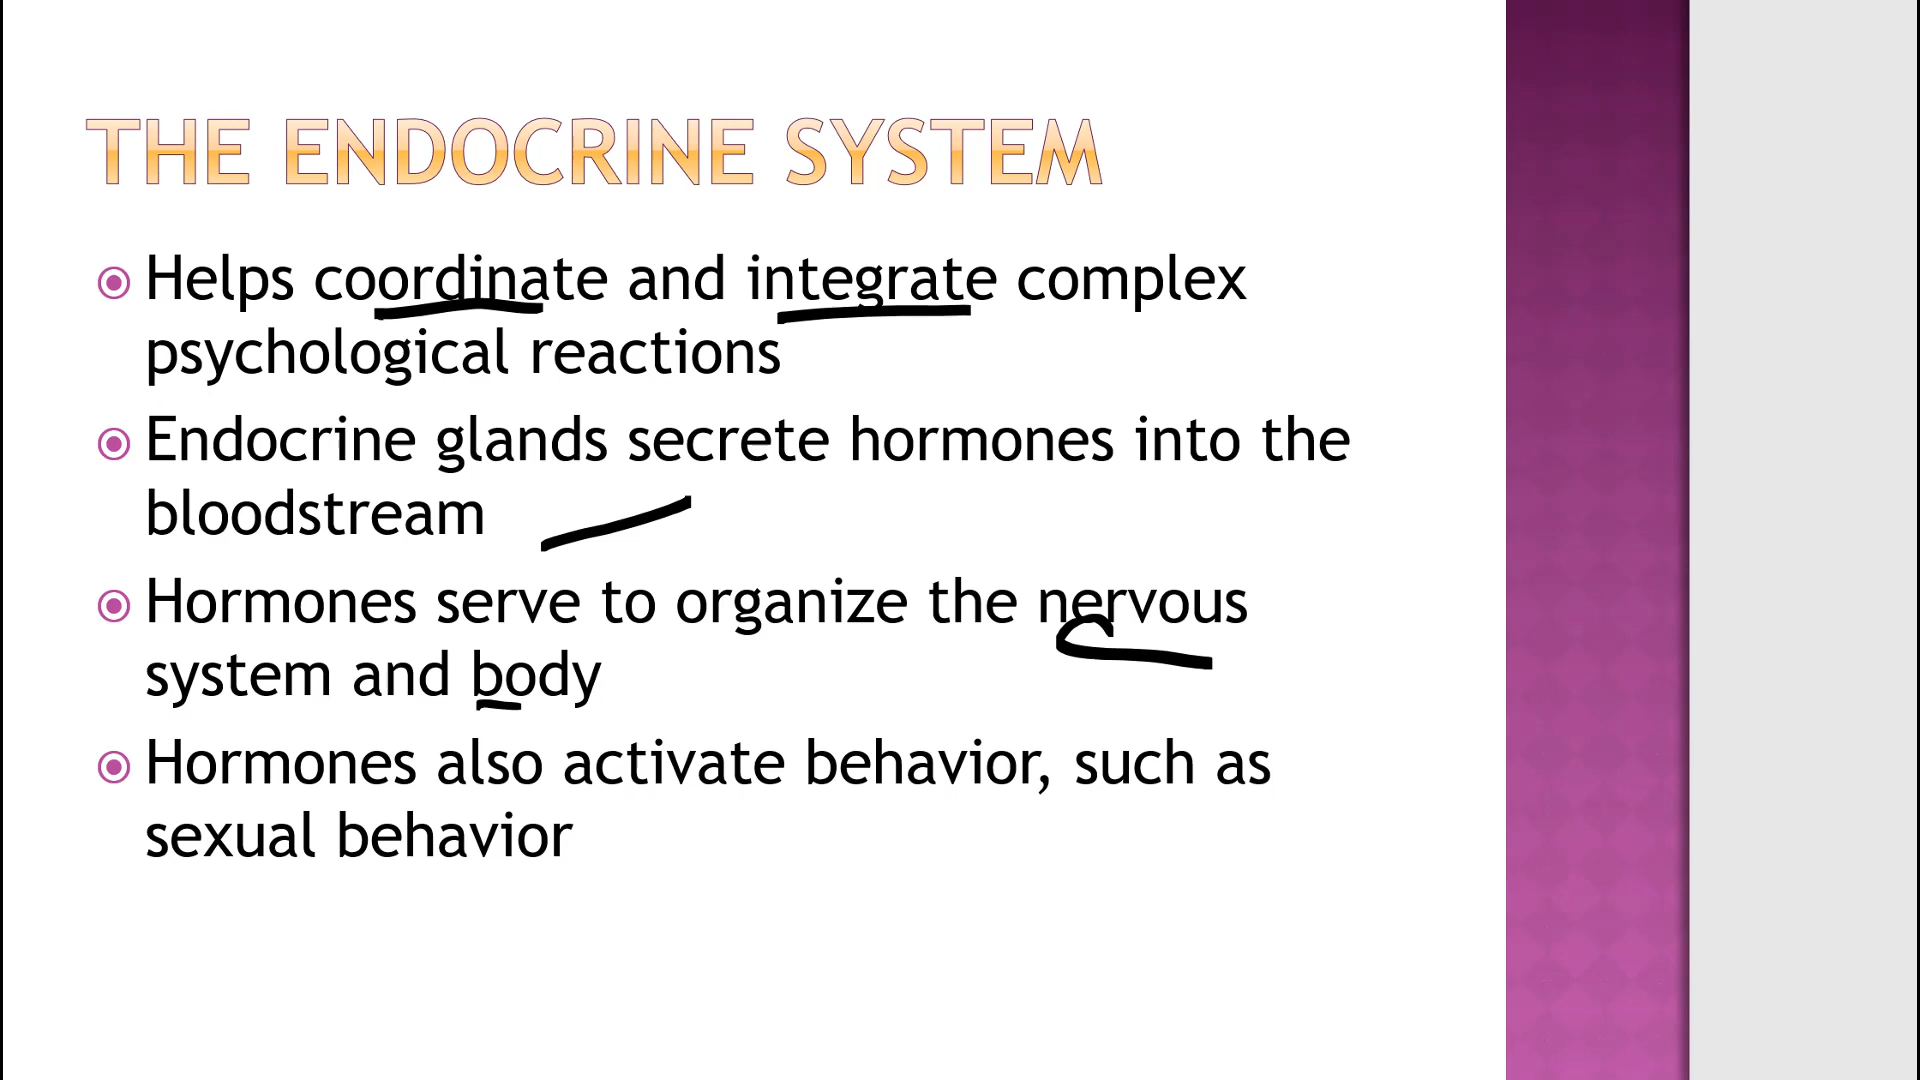 THE ENDOCRINE SYSTEM
Helps coordinate and integrate complex
psychological reactions
Endocrine glands secrete hormones into the
bloodstream
Hormones serve to organize the nervous
system and body
Hormones also activate behavior, such as
sexual behavior